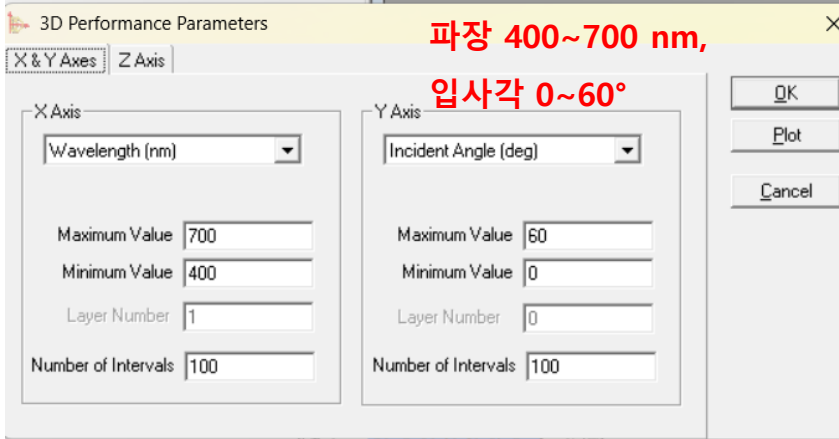 3D Performance Parameters
파장 400~700 nm,
입사각 0~60°
X & Y Axes
Z Axis
X Axis
Wavelength (nm)
Maximum Value 700
Minimum Value 400
Layer Number 1
Number of Intervals 100
Y Axis
Incident Angle (deg)
Maximum Value 60
Minimum Value 0
Layer Number 0
Number of Intervals 100
OK
Plot
Cancel